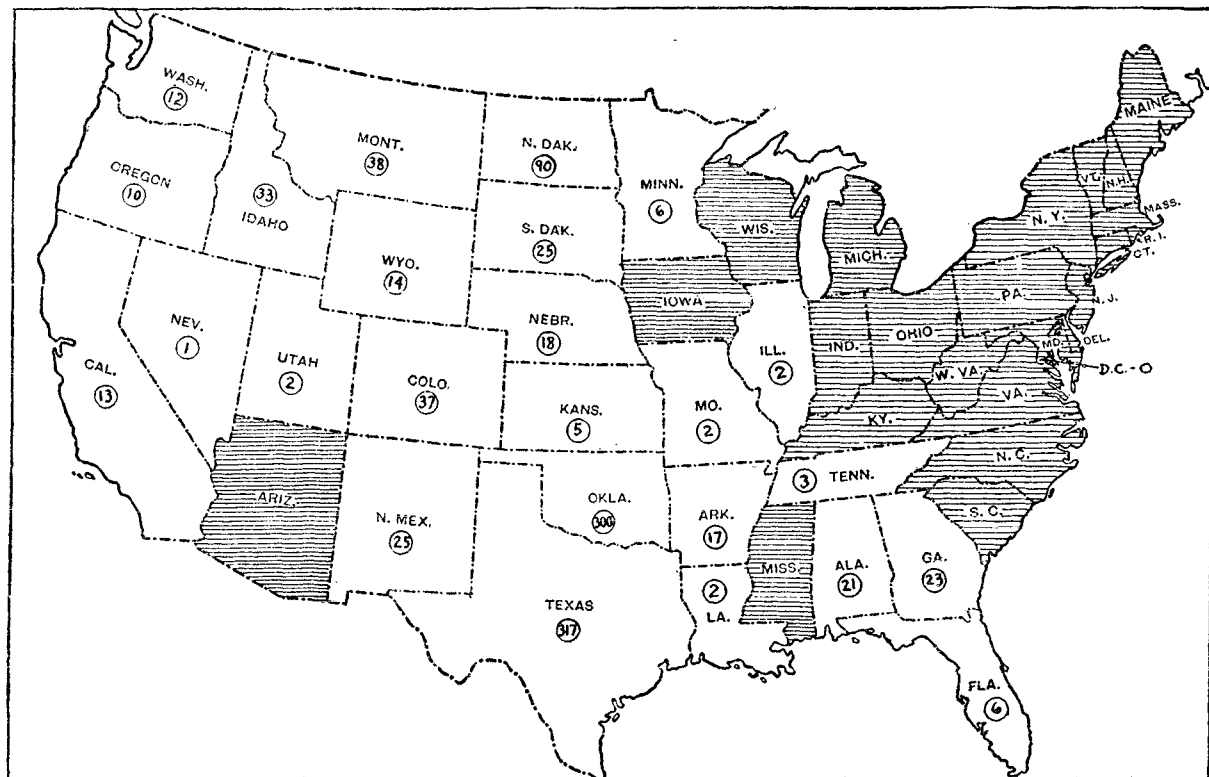 WASH.
12
MONT.
38
N. DAK.
90
MINN.
6
MAINE
OREGON
10
33
IDAHO
VT.
N.H.
MASS.
N. Y.
R. I.
CT.
WIS.
MICH.
S. DAK.
25
WYO.
14
IOWA
PA.
N. J.
NEBR.
18
NEV.
1
UTAH
2
COLO.
37
ILL.
2
IND.
OHIO
MD.
DEL.
W. VA.
D.C.-O
VA.
CAL.
13
KANS.
5
MO.
2
KY.
N. C.
3
TENN.
ARIZ.
N. MEX.
25
OKLA.
300
ARK.
17
S. C.
MISS.
ALA.
21
GA.
23
2
LA.
TEXAS
317
FLA.
6